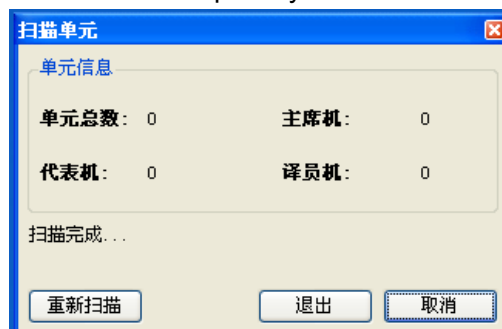 扫描单元
单元信息
单元总数: 0 主席机: 0
代表机: 0 译员机: 0
扫描完成...
重新扫描 退出 取消